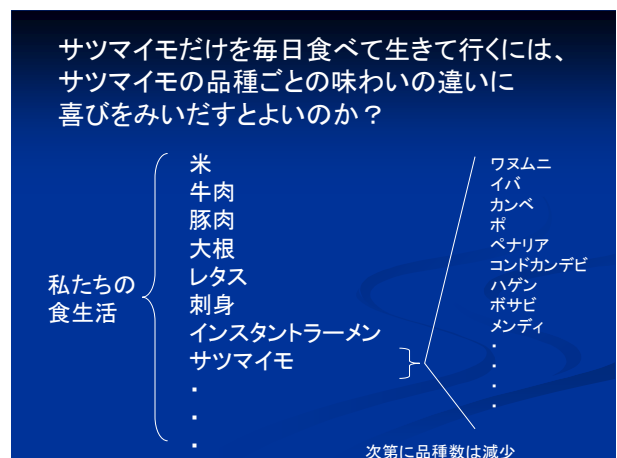 サツマイモだけを毎日食べて生きて行くには、
サツマイモの品種ごとの味わいの違いに
喜びをみいだすとよいのか？
私たちの
食生活
米
牛肉
豚肉
大根
レタス
刺身
インスタントラーメン
サツマイモ
・
・
・
ワヌムニ
イバ
カンベ
ポ
ペナリア
コンドカンデビ
ハゲン
ボサビ
メンディ
・
・
・
・
次第に品種数は減少